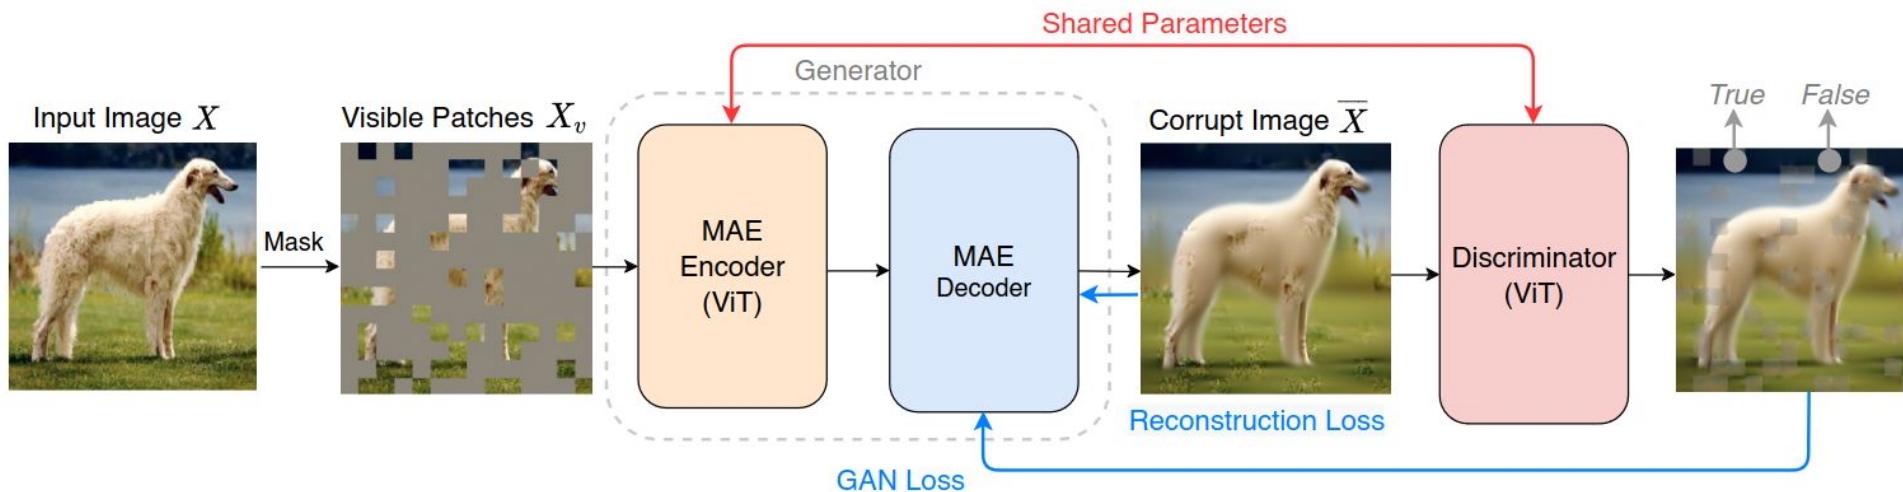 Shared Parameters
Generator
True
False
Input Image X
Visible Patches X_v
Corrupt Image X̅
Mask
MAE
Encoder
(ViT)
MAE
Decoder
Discriminator
(ViT)
Reconstruction Loss
GAN Loss